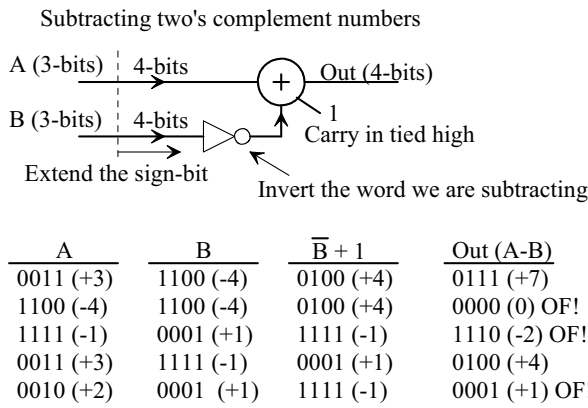 Subtracting two's complement numbers
A (3-bits) 4-bits + Out (4-bits)
1
B (3-bits) 4-bits Carry in tied high
Extend the sign-bit
Invert the word we are subtracting
A B B + 1 Out (A-B)
0011 (+3) 1100 (-4) 0100 (+4) 0111 (+7)
1100 (-4) 1100 (-4) 0100 (+4) 0000 (0) OF!
1111 (-1) 0001 (+1) 1111 (-1) 1110 (-2) OF!
0011 (+3) 1111 (-1) 0001 (+1) 0100 (+4)
0010 (+2) 0001 (+1) 1111 (-1) 0001 (+1) OF